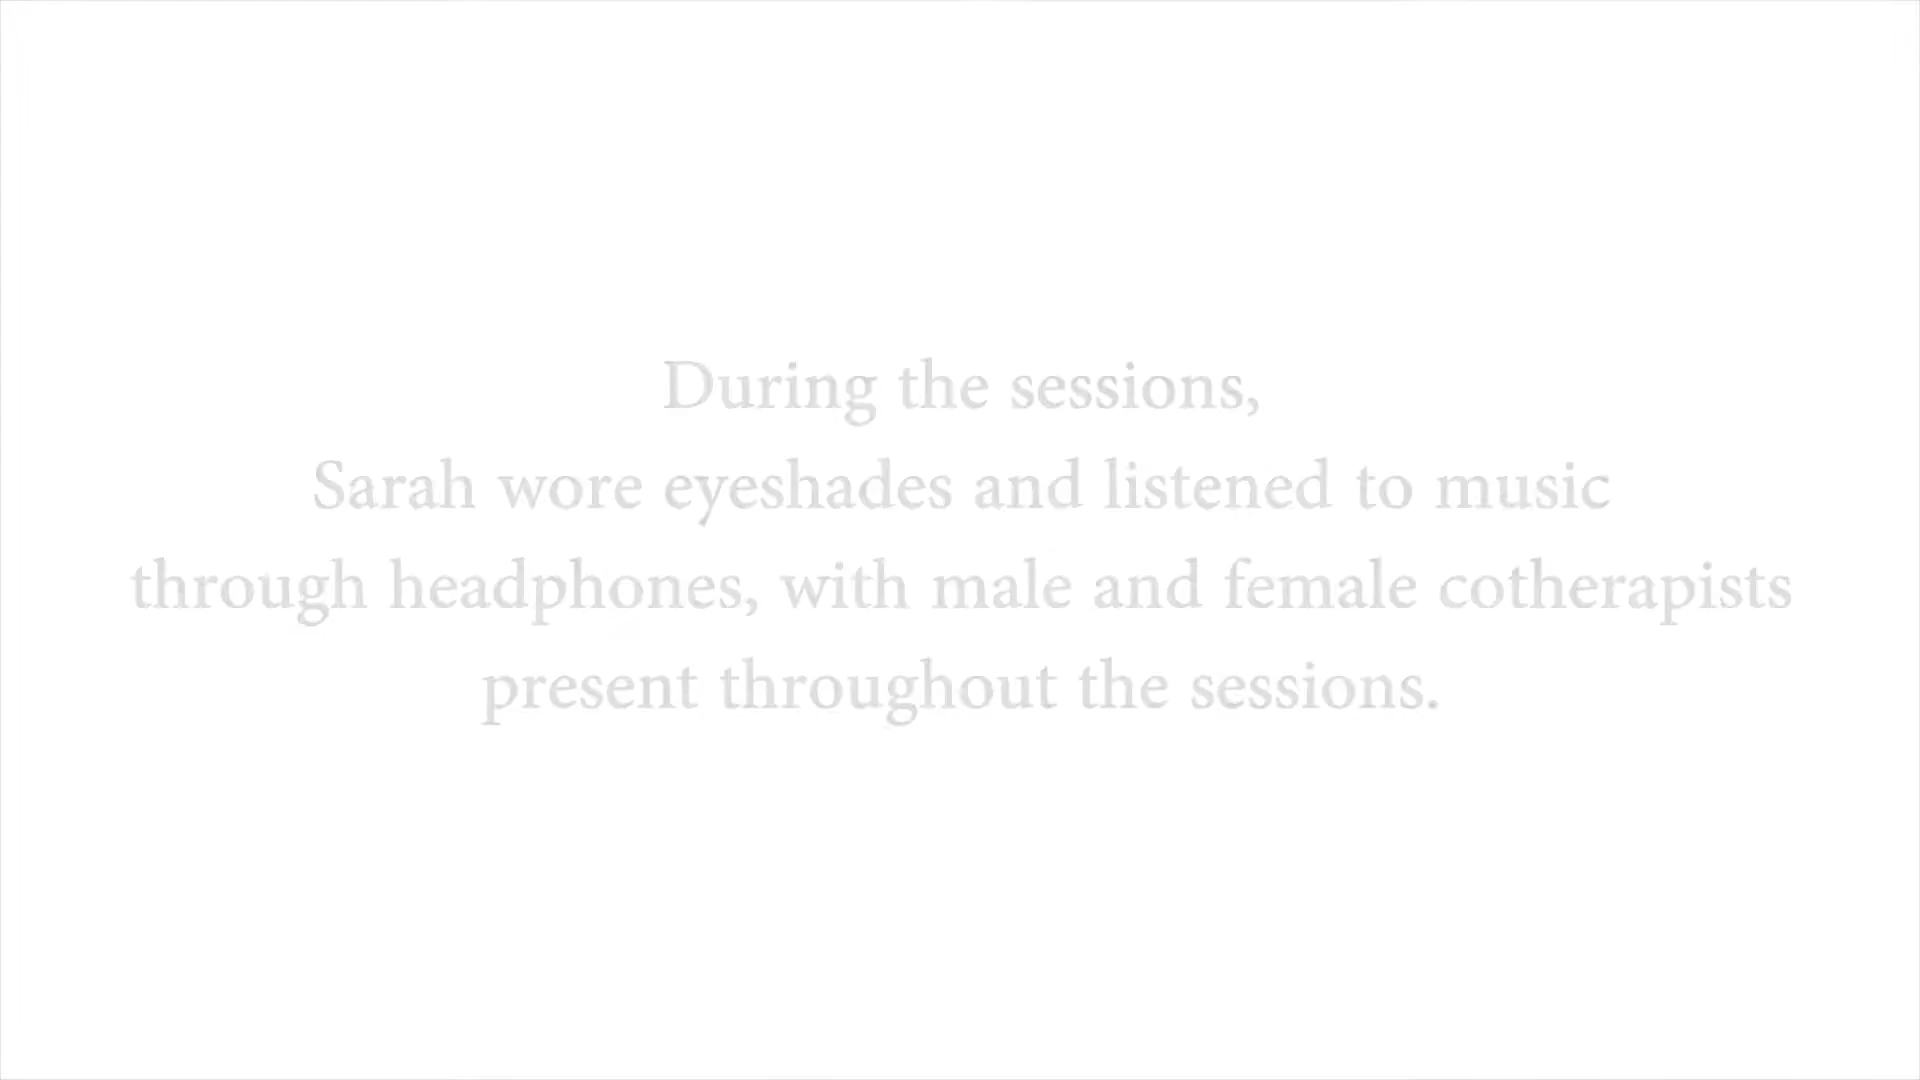 During the sessions,
Sarah wore eyeshades and listened to music
through headphones, with male and female cotherapists
present throughout the sessions.